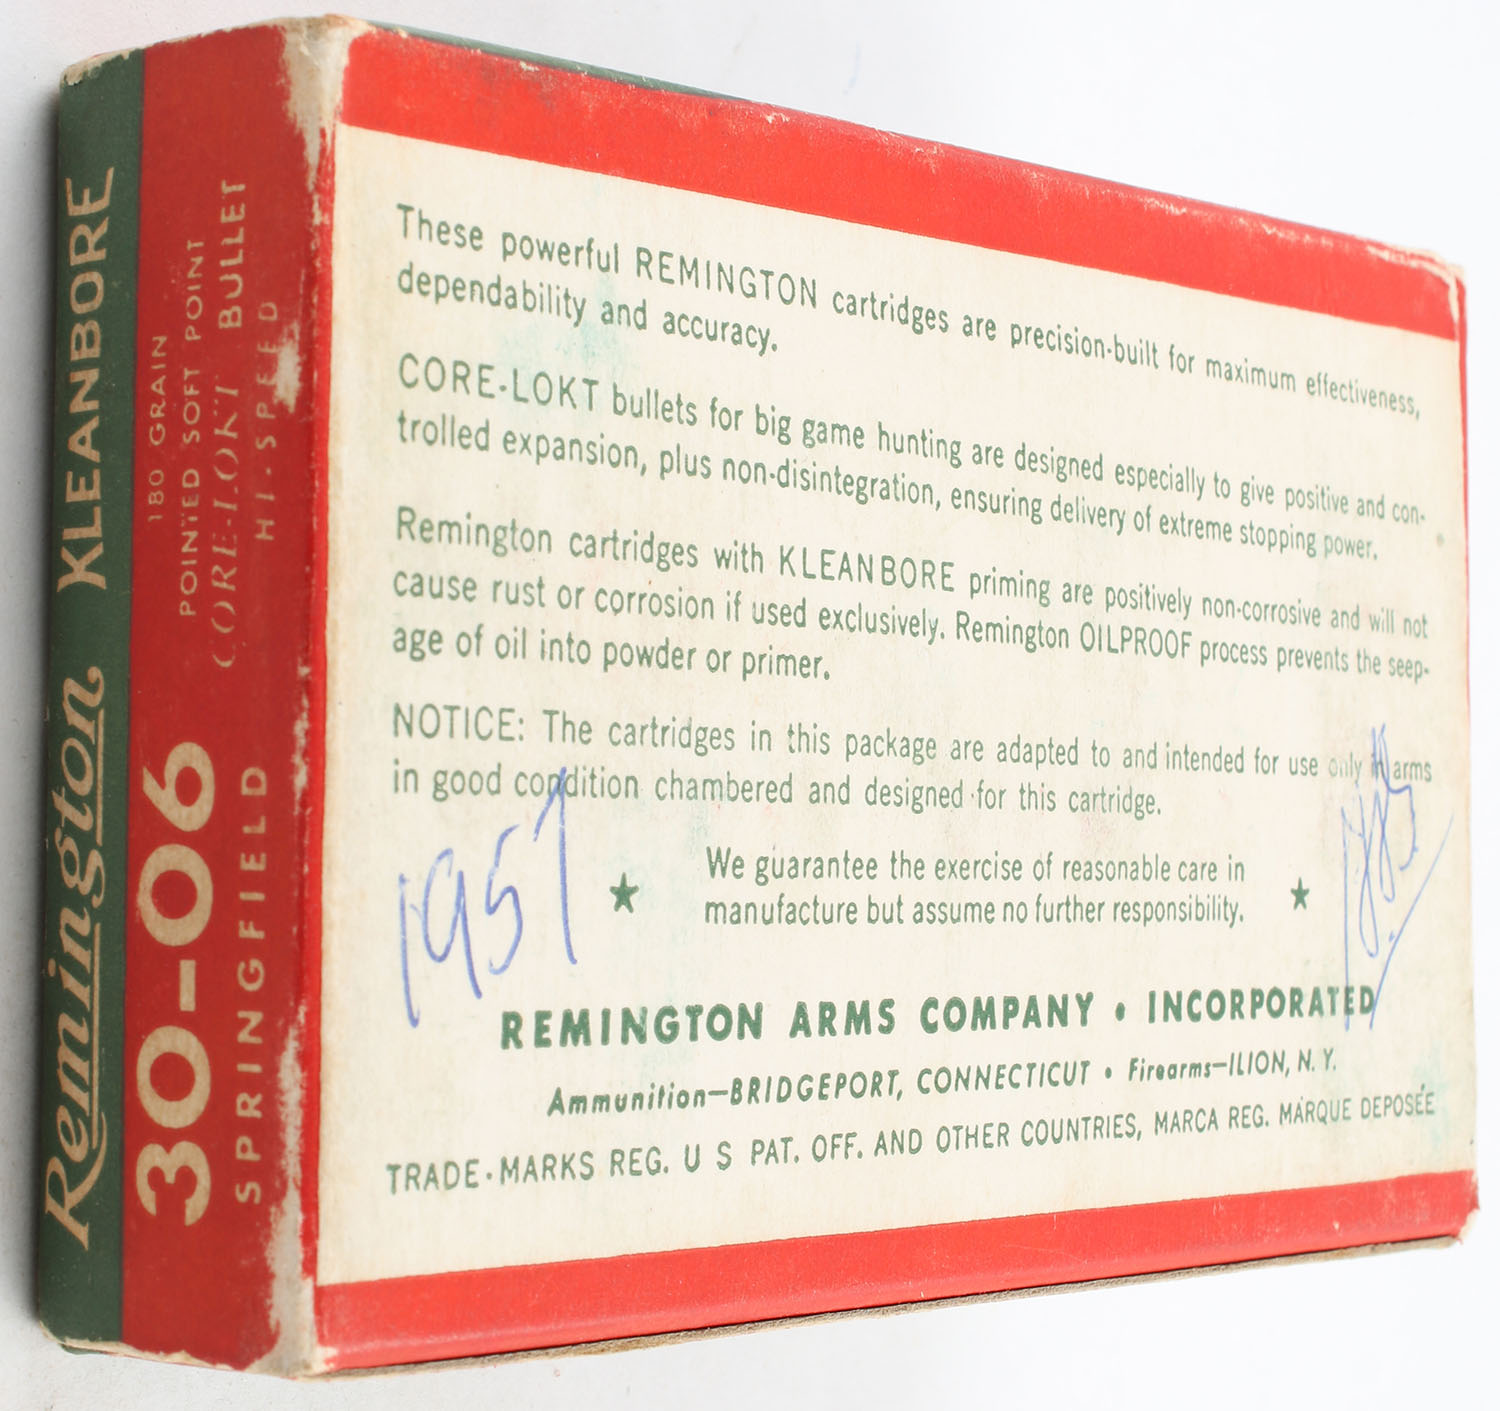 Remington KLEANBORE
30-06
SPRINGFIELD
180 GRAIN
POINTED SOFT POINT
CORE-LOKT BULLET
HI-SPEED
These powerful REMINGTON cartridges are precision-built for maximum effectiveness,
dependability and accuracy.
CORE-LOKT bullets for big game hunting are designed especially to give positive and con-
trolled expansion, plus non-disintegration, ensuring delivery of extreme stopping power.
Remington cartridges with KLEANBORE priming are positively non-corrosive and will not
cause rust or corrosion if used exclusively. Remington OILPROOF process prevents the seep-
age of oil into powder or primer.
NOTICE: The cartridges in this package are adapted to and intended for use only in arms
in good condition chambered and designed for this cartridge.
1957
★ We guarantee the exercise of reasonable care in ★
manufacture but assume no further responsibility.
REMINGTON ARMS COMPANY • INCORPORATED
Ammunition—BRIDGEPORT, CONNECTICUT • Firearms—ILION, N. Y.
TRADE-MARKS REG. U S PAT. OFF. AND OTHER COUNTRIES, MARCA REG. MARQUE DEPOSÉE